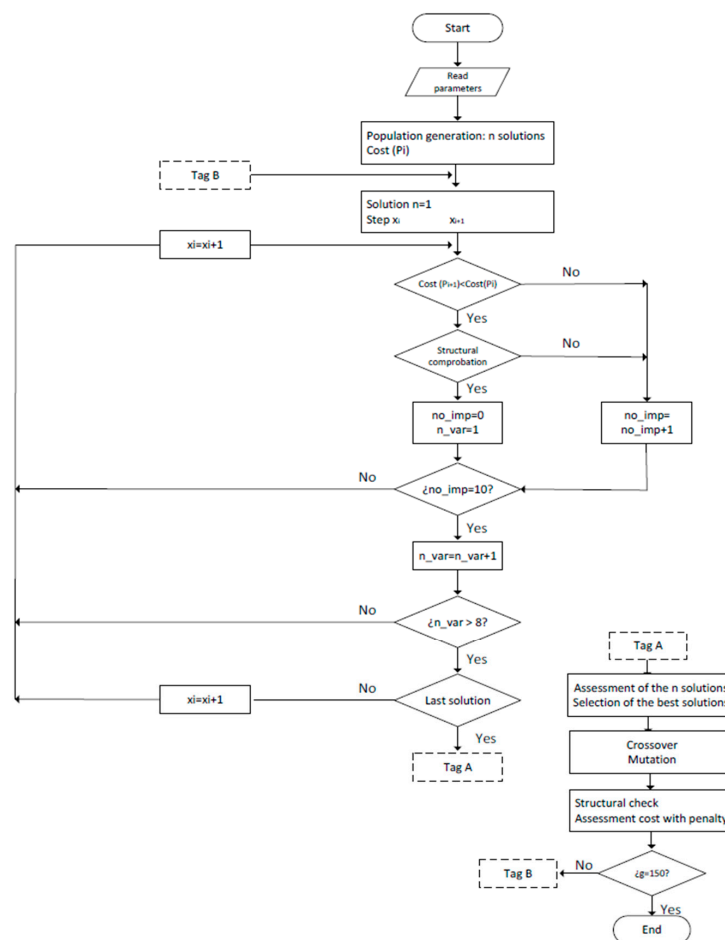 Start
Read
parameters
Population generation: n solutions
Cost (Pi)
Tag B
Solution n=1
Step xi xi+1
xi=xi+1
Cost (Pi+1)<Cost(Pi)
No
Yes
Structural
comprobation
No
Yes
no_imp=0
n_var=1
no_imp=
no_imp+1
¿no_imp=10?
No
Yes
n_var=n_var+1
¿n_var > 8?
No
Yes
xi=xi+1
No
Last solution
Yes
Tag A
Tag A
Assessment of the n solutions
Selection of the best solutions
Crossover
Mutation
Structural check
Assessment cost with penalty
Tag B
No
¿g=150?
Yes
End